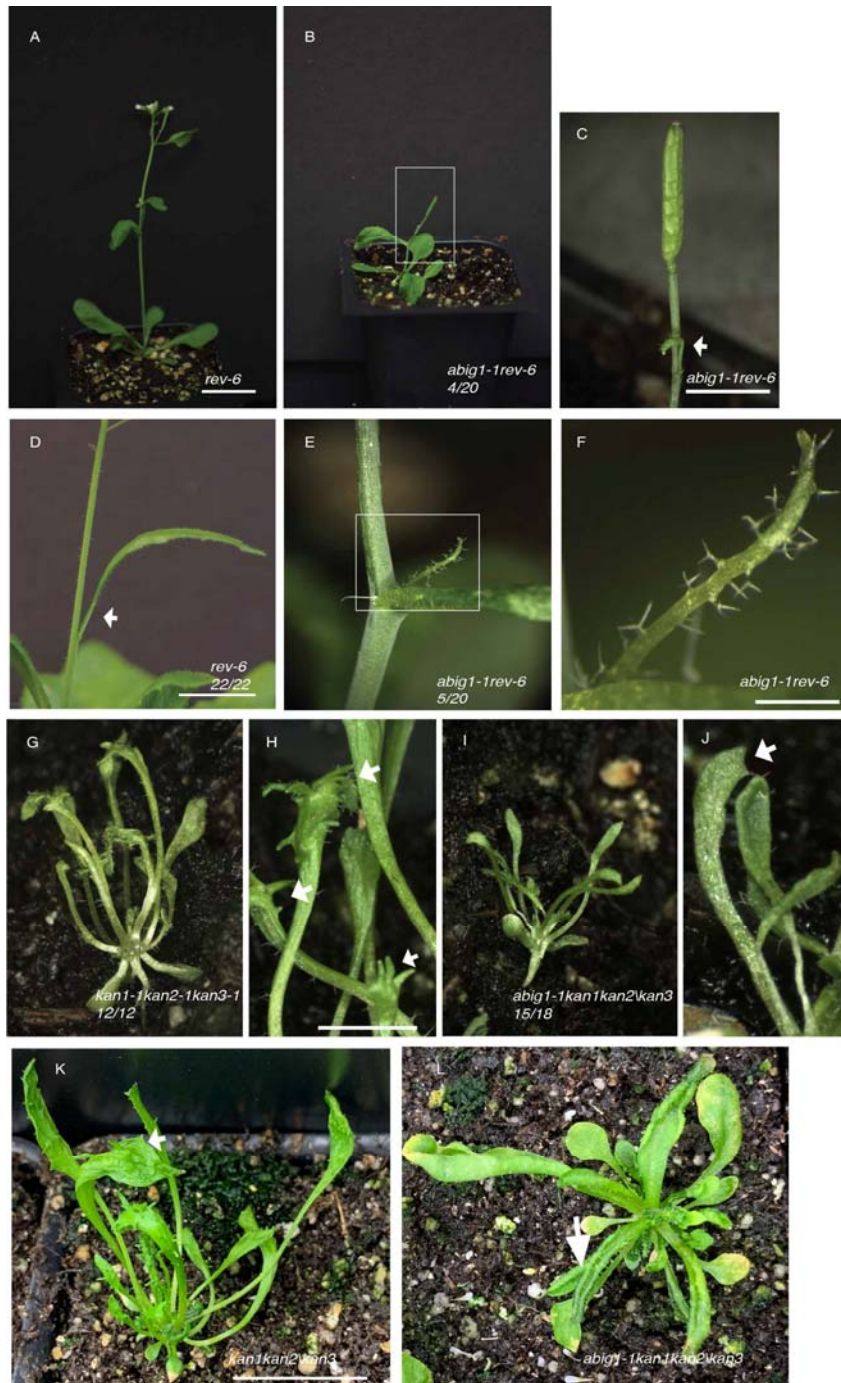 A
rev-6
B
abig1-1rev-6
4/20
C
abig1-1rev-6
D
rev-6
22/22
E
abig1-1rev-6
5/20
F
abig1-1rev-6
G
kan1-1kan2-1kan3-1
12/12
H
I
abig1-1kan1kan2\kan3
15/18
J
K
kan1kan2\kan3
L
abig1-1kan1kan2\kan3